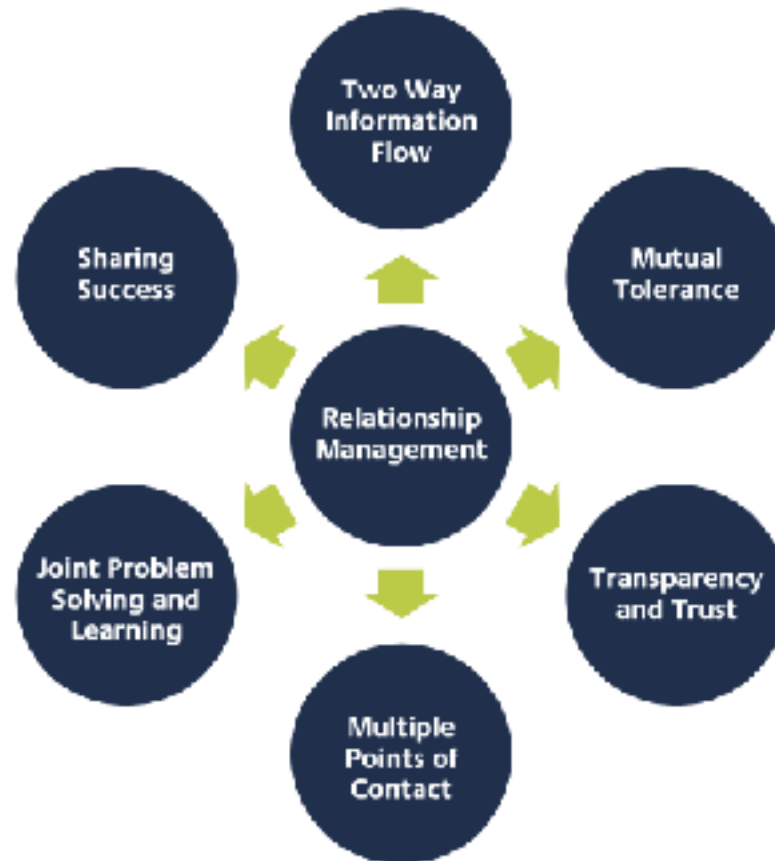 Two Way
Information
Flow
Sharing
Success
Mutual
Tolerance
Relationship
Management
Joint Problem
Solving and
Learning
Transparency
and Trust
Multiple
Points of
Contact